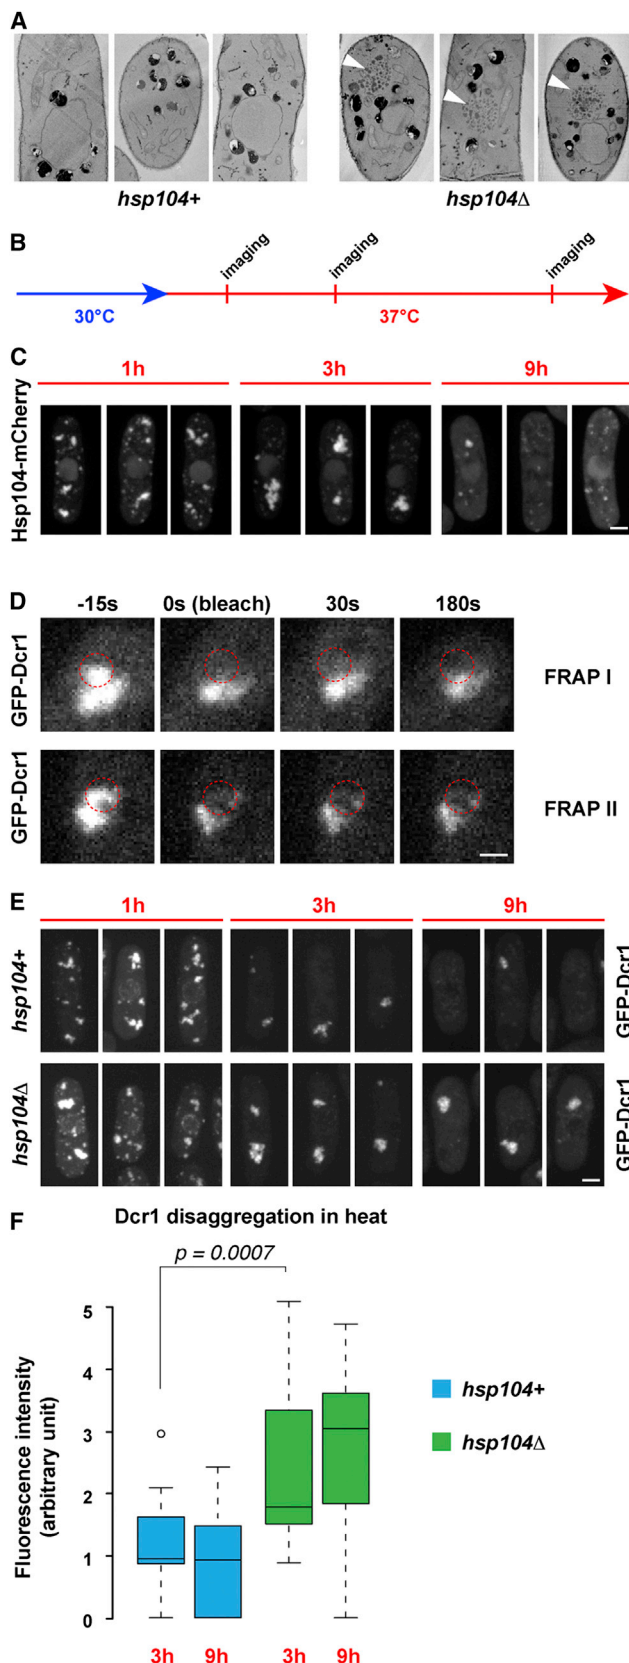 A
hsp104+ hsp104Δ
B
imaging imaging imaging
30°C 37°C
C
1h 3h 9h
Hsp104-mCherry
D
-15s 0s (bleach) 30s 180s
GFP-Dcr1 FRAP I
GFP-Dcr1 FRAP II
E
1h 3h 9h
hsp104+ GFP-Dcr1
hsp104Δ GFP-Dcr1
F
Dcr1 disaggregation in heat
p = 0.0007
Fluorescence intensity
(arbitrary unit)
5
4
3
2
1
0
hsp104+
hsp104Δ
3h 9h 3h 9h